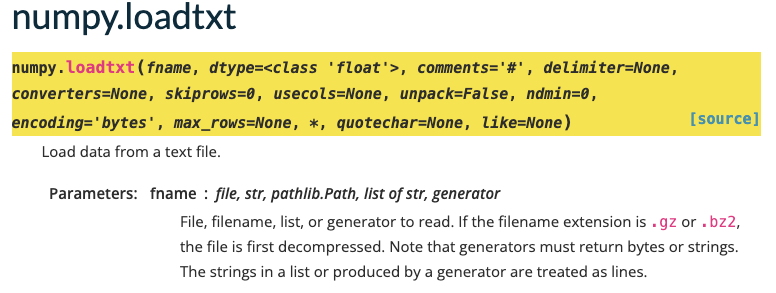 numpy.loadtxt
numpy.loadtxt(fname, dtype=<class 'float'>, comments='#', delimiter=None,
converters=None, skiprows=0, usecols=None, unpack=False, ndmin=0,
encoding='bytes', max_rows=None, *, quotechar=None, like=None) [source]
Load data from a text file.
Parameters: fname : file, str, pathlib.Path, list of str, generator
File, filename, list, or generator to read. If the filename extension is .gz or .bz2,
the file is first decompressed. Note that generators must return bytes or strings.
The strings in a list or produced by a generator are treated as lines.